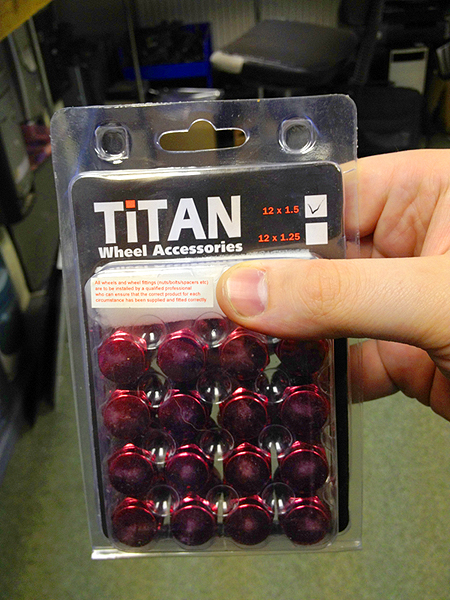 TiTAN
Wheel Accessories
12 x 1.5
12 x 1.25
All wheels and wheel fittings (nuts/bolts/spacers etc)
are to be installed by a qualified professional
who can ensure that the correct product for each
circumstance has been supplied and fitted correctly